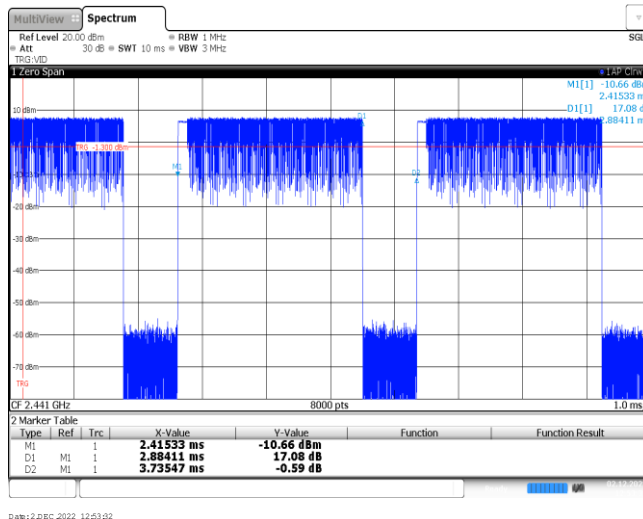 MultiView Spectrum
Ref Level 20.00 dBm RBW 1 MHz SGL
Att 30 dB SWT 10 ms VBW 3 MHz
TRG:VID
1 Zero Span 1AP Clrw
M1[1] -10.66 dBm
2.41533 ms
D1[1] 17.08 dB
2.88411 ms
10 dBm
D1
TRG -1.300 dBm
M1
D2
-20 dBm
-30 dBm
-40 dBm
-50 dBm
-60 dBm
-70 dBm
TRG
CF 2.441 GHz 8000 pts 1.0 ms
2 Marker Table
Type Ref Trc X-Value Y-Value Function Function Result
M1 1 2.41533 ms -10.66 dBm
D1 M1 1 2.88411 ms 17.08 dB
D2 M1 1 3.73547 ms -0.59 dB
Date: 2.DEC.2022 12:53:32